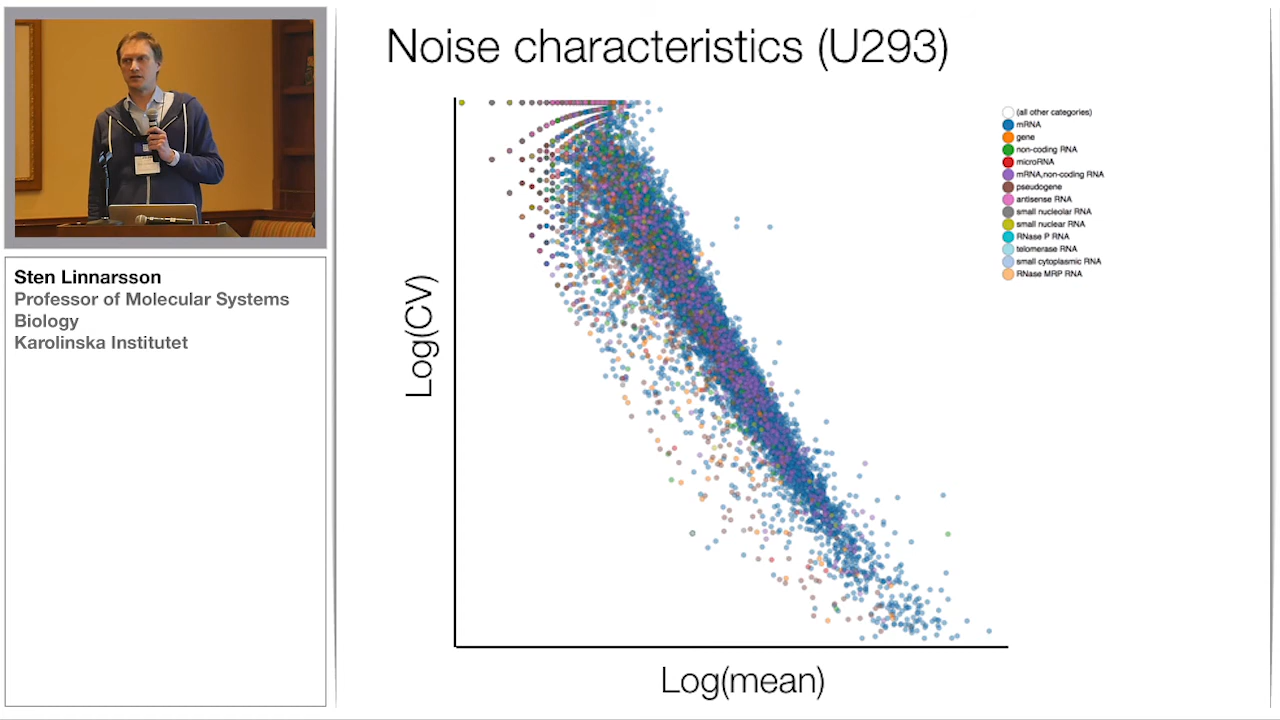 Noise characteristics (U293)
Sten Linnarsson
Professor of Molecular Systems
Biology
Karolinska Institutet
Log(CV)
Log(mean)
(all other categories)
mRNA
gene
non-coding RNA
microRNA
mRNA,non-coding RNA
pseudogene
antisense RNA
small nucleolar RNA
small nuclear RNA
RNase P RNA
telomerase RNA
small cytoplasmic RNA
RNase MRP RNA